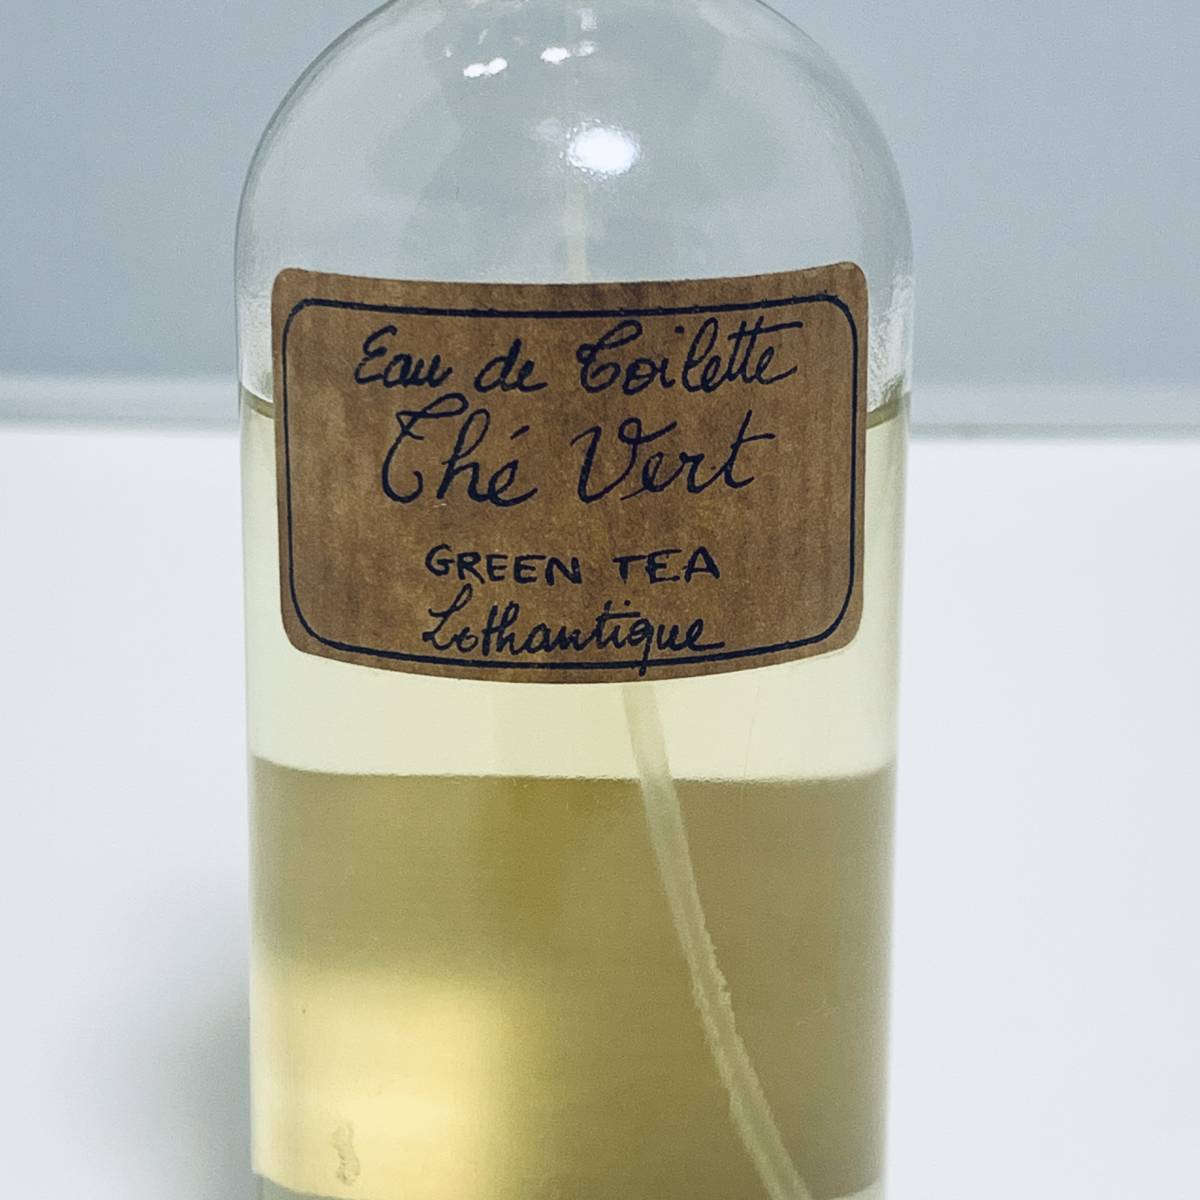 Eau de Toilette
Thé Vert
GREEN TEA
Lothantique